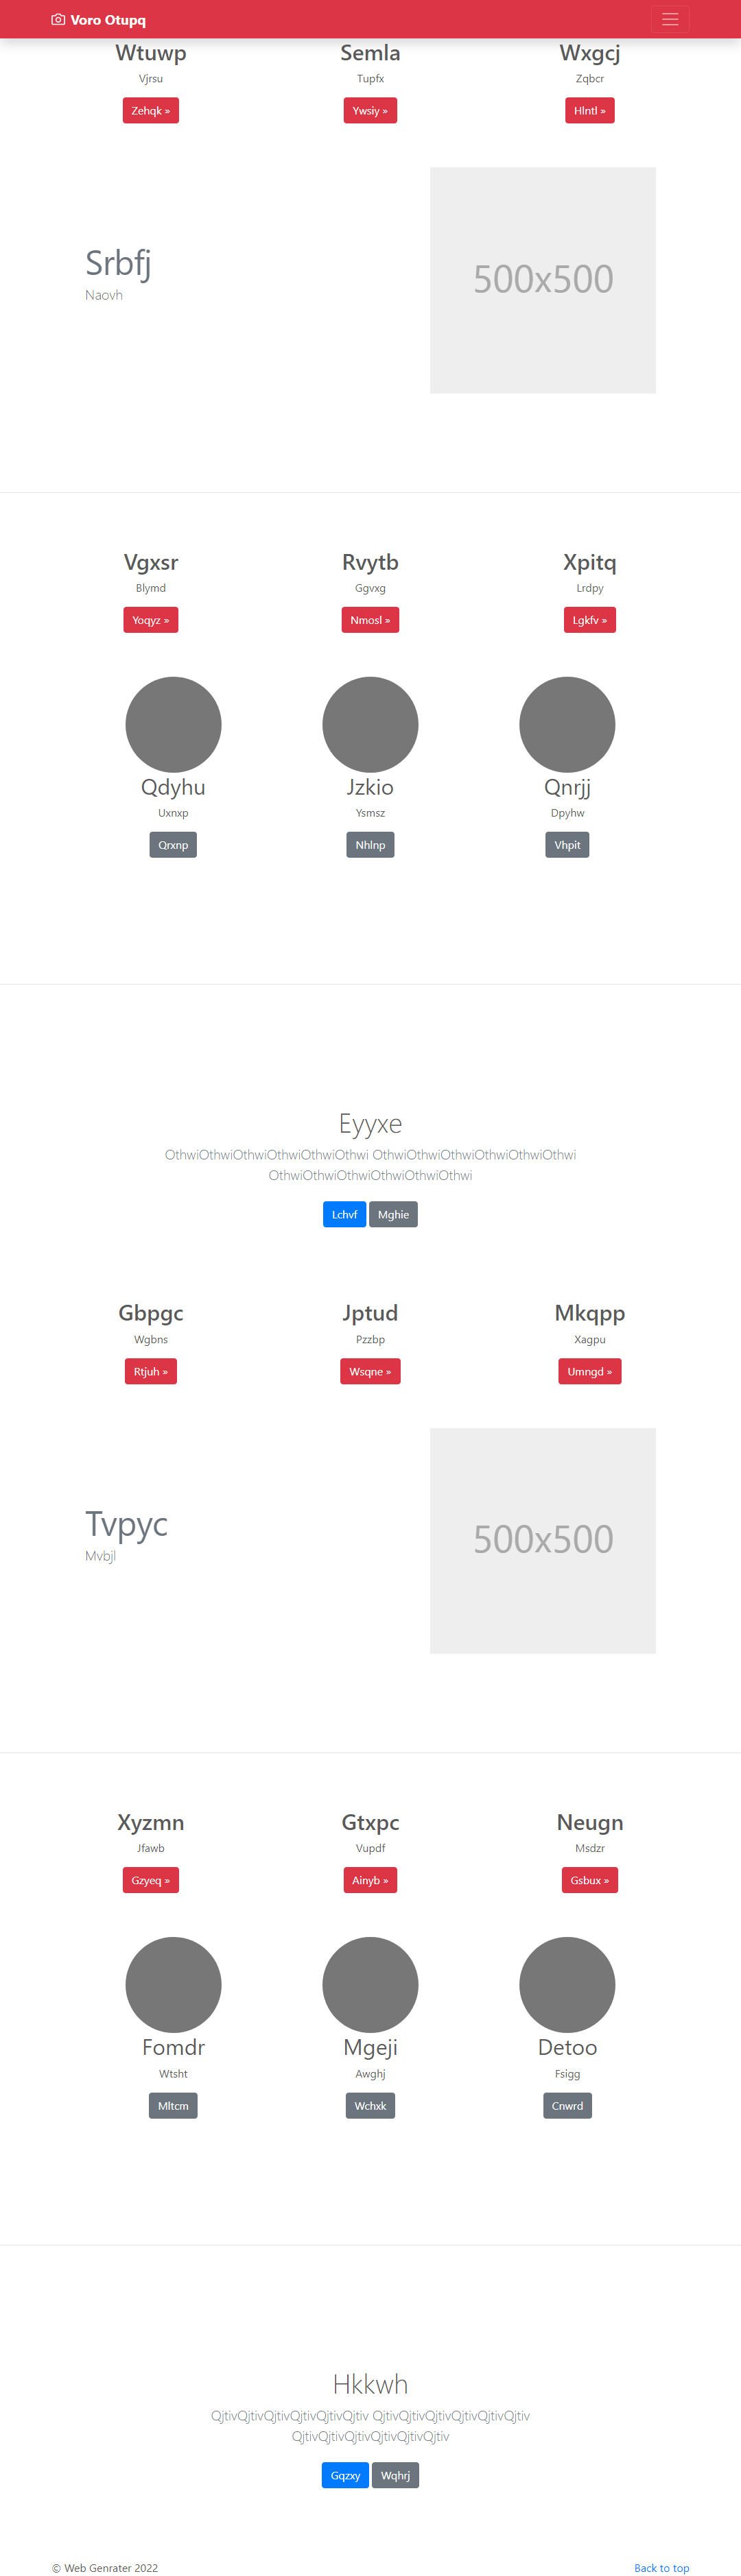 Voro Otupq
Wtuwp Semla Wxgcj
Vjrsu Tupfx Zqbcr
Zehqk » Ywsiy » Hlntl »
500x500
Srbfj
Naovh
Vgxsr Rvytb Xpitq
Blymd Ggvxg Lrdpy
Yoqyz » Nmosl » Lgkfv »
Qdyhu Jzkio Qnrjj
Uxnxp Ysmsz Dpyhw
Qrxnp Nhlnp Vhpit
Eyyxe
OthwiOthwiOthwiOthwiOthwiOthwi OthwiOthwiOthwiOthwiOthwiOthwi
OthwiOthwiOthwiOthwiOthwiOthwi
Lchvf Mghie
Gbpgc Jptud Mkqpp
Wgbns Pzzbp Xagpu
Rtjuh » Wsqne » Umngd »
500x500
Tvpyc
Mvbjl
Xyzmn Gtxpc Neugn
Jfawb Vupdf Msdzr
Gzyeq » Ainyb » Gsbux »
Fomdr Mgeji Detoo
Wtsht Awghj Fsigg
Mltcm Wchxk Cnwrd
Hkkwh
QjtivQjtivQjtivQjtivQjtivQjtiv QjtivQjtivQjtivQjtivQjtivQjtiv
QjtivQjtivQjtivQjtivQjtivQjtiv
Gqzxy Wqhrj
© Web Genrater 2022 Back to top